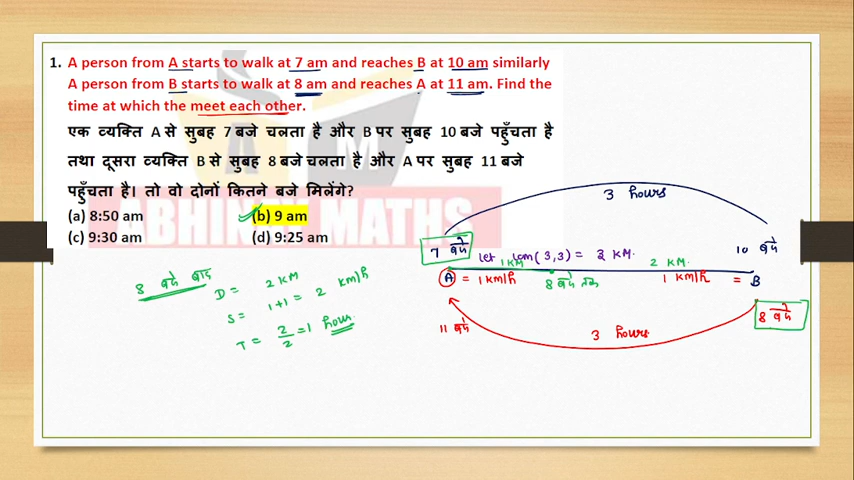 1. A person from A starts to walk at 7 am and reaches B at 10 am similarly
A person from B starts to walk at 8 am and reaches A at 11 am. Find the
time at which the meet each other.
एक व्यक्ति A से सुबह 7 बजे चलता है और B पर सुबह 10 बजे पहुँचता है
तथा दूसरा व्यक्ति B से सुबह 8 बजे चलता है और A पर सुबह 11 बजे
पहुँचता है। तो वो दोनों कितने बजे मिलेंगे?
(a) 8:50 am (b) 9 am
(c) 9:30 am (d) 9:25 am
ABHINAY MATHS
3 hours
7 बजे
10 बजे
let Lcm(3,3) = 3 KM.
1KM 2 KM.
A = 1km/h 8 बजे तक 1 km/h = B
11 बजे
3 hours
8 बजे
8 बजे बाद
D = 2 KM
S = 1+1 = 2 km/h
T = 2/2 = 1 hour